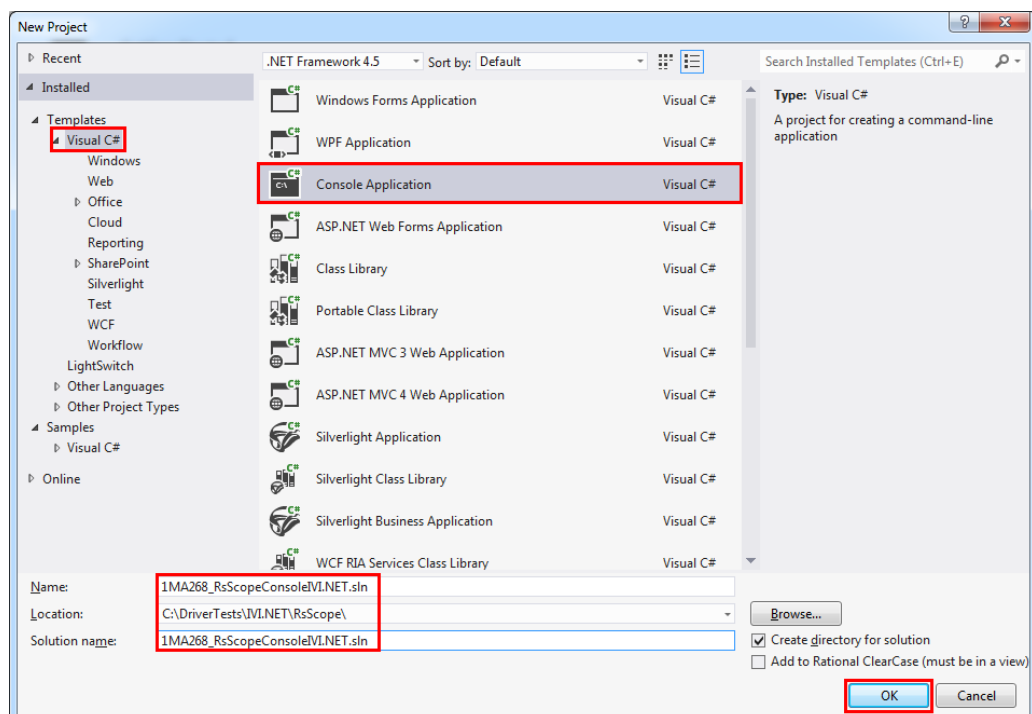 New Project
Recent
.NET Framework 4.5 Sort by: Default Search Installed Templates (Ctrl+E)
Installed
Templates
Visual C#
Windows
Web
Office
Cloud
Reporting
SharePoint
Silverlight
Test
WCF
Workflow
LightSwitch
Other Languages
Other Project Types
Samples
Visual C#
Online
Windows Forms Application Visual C#
WPF Application Visual C#
Console Application Visual C#
ASP.NET Web Forms Application Visual C#
Class Library Visual C#
Portable Class Library Visual C#
ASP.NET MVC 3 Web Application Visual C#
ASP.NET MVC 4 Web Application Visual C#
Silverlight Application Visual C#
Silverlight Class Library Visual C#
Silverlight Business Application Visual C#
WCF RIA Services Class Library Visual C#
Type: Visual C#
A project for creating a command-line
application
Name: 1MA268_RsScopeConsoleIVI.NET.sln
Location: C:\DriverTests\IVI.NET\RsScope\ Browse...
Solution name: 1MA268_RsScopeConsoleIVI.NET.sln
Create directory for solution
Add to Rational ClearCase (must be in a view)
OK Cancel